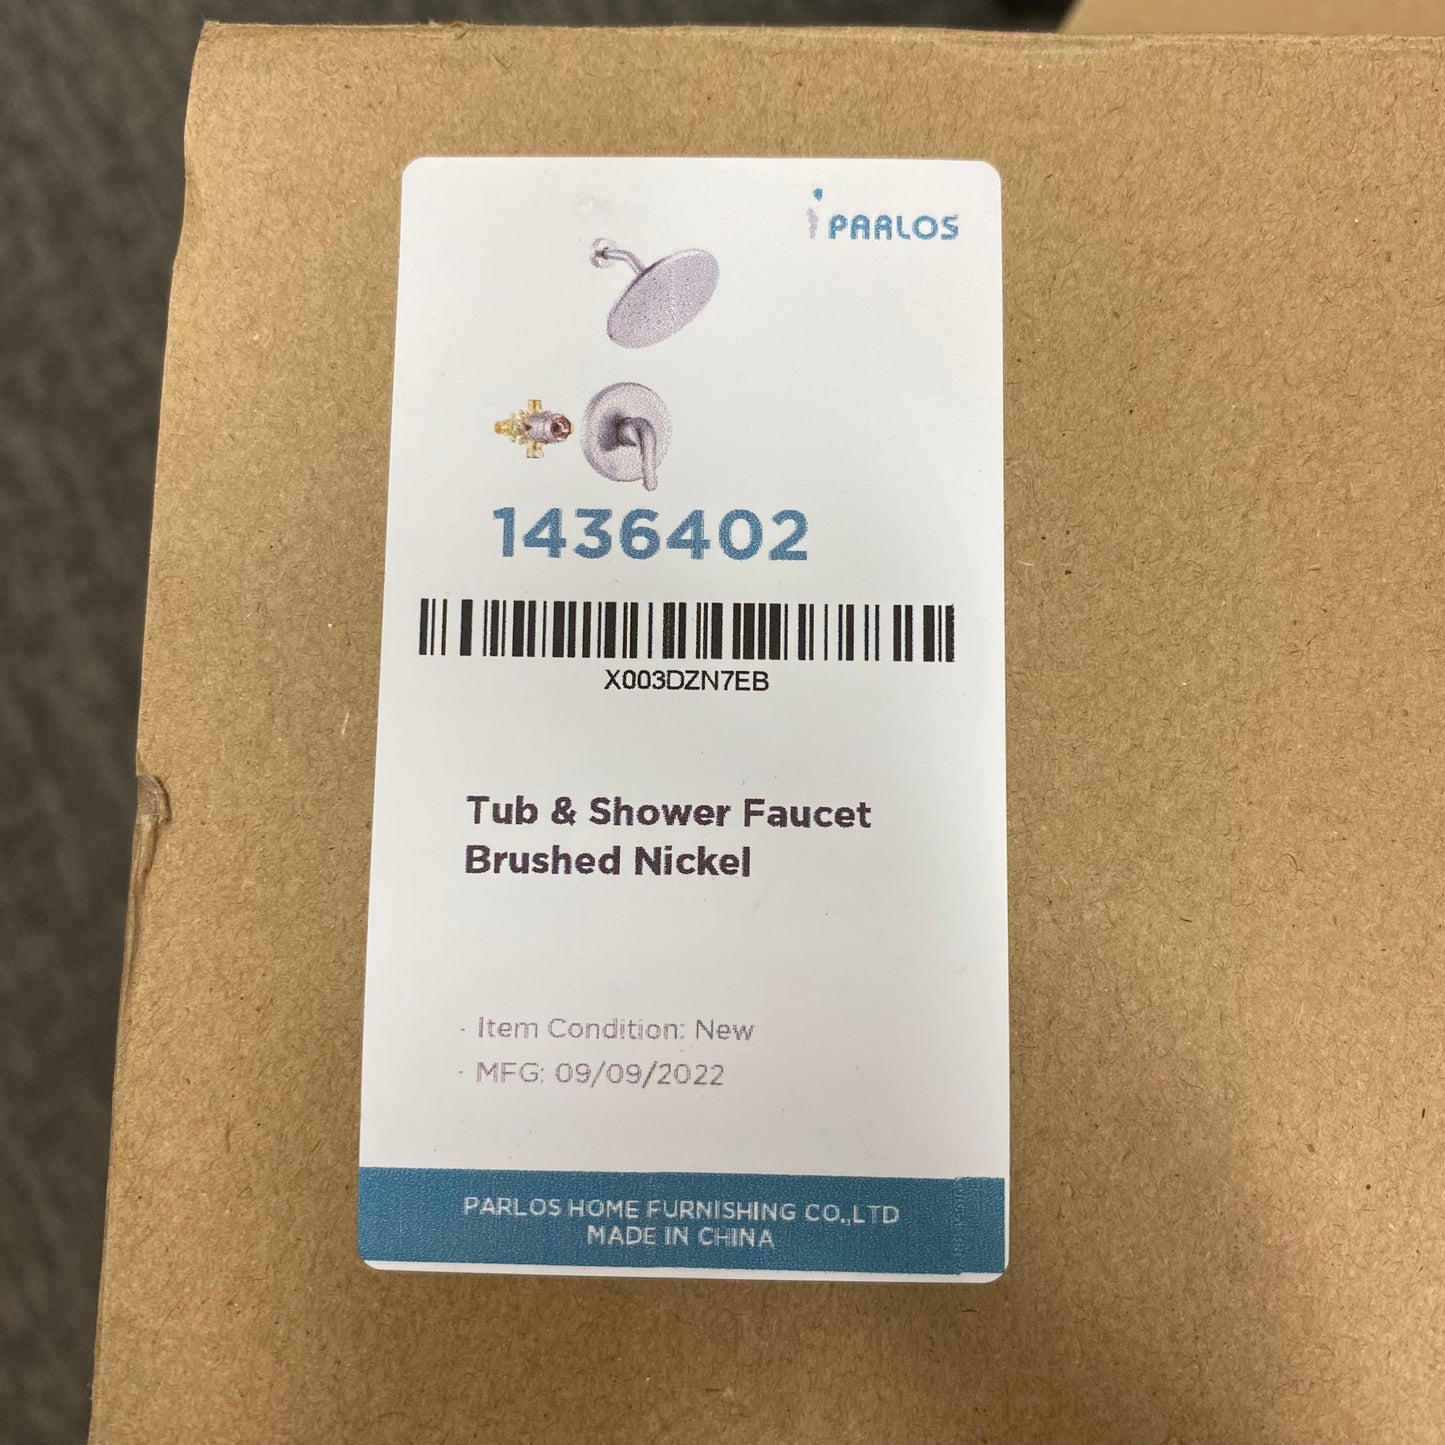 PARLOS
1436402
X003DZN7EB
Tub & Shower Faucet
Brushed Nickel
· Item Condition: New
· MFG: 09/09/2022
PARLOS HOME FURNISHING CO.,LTD
MADE IN CHINA